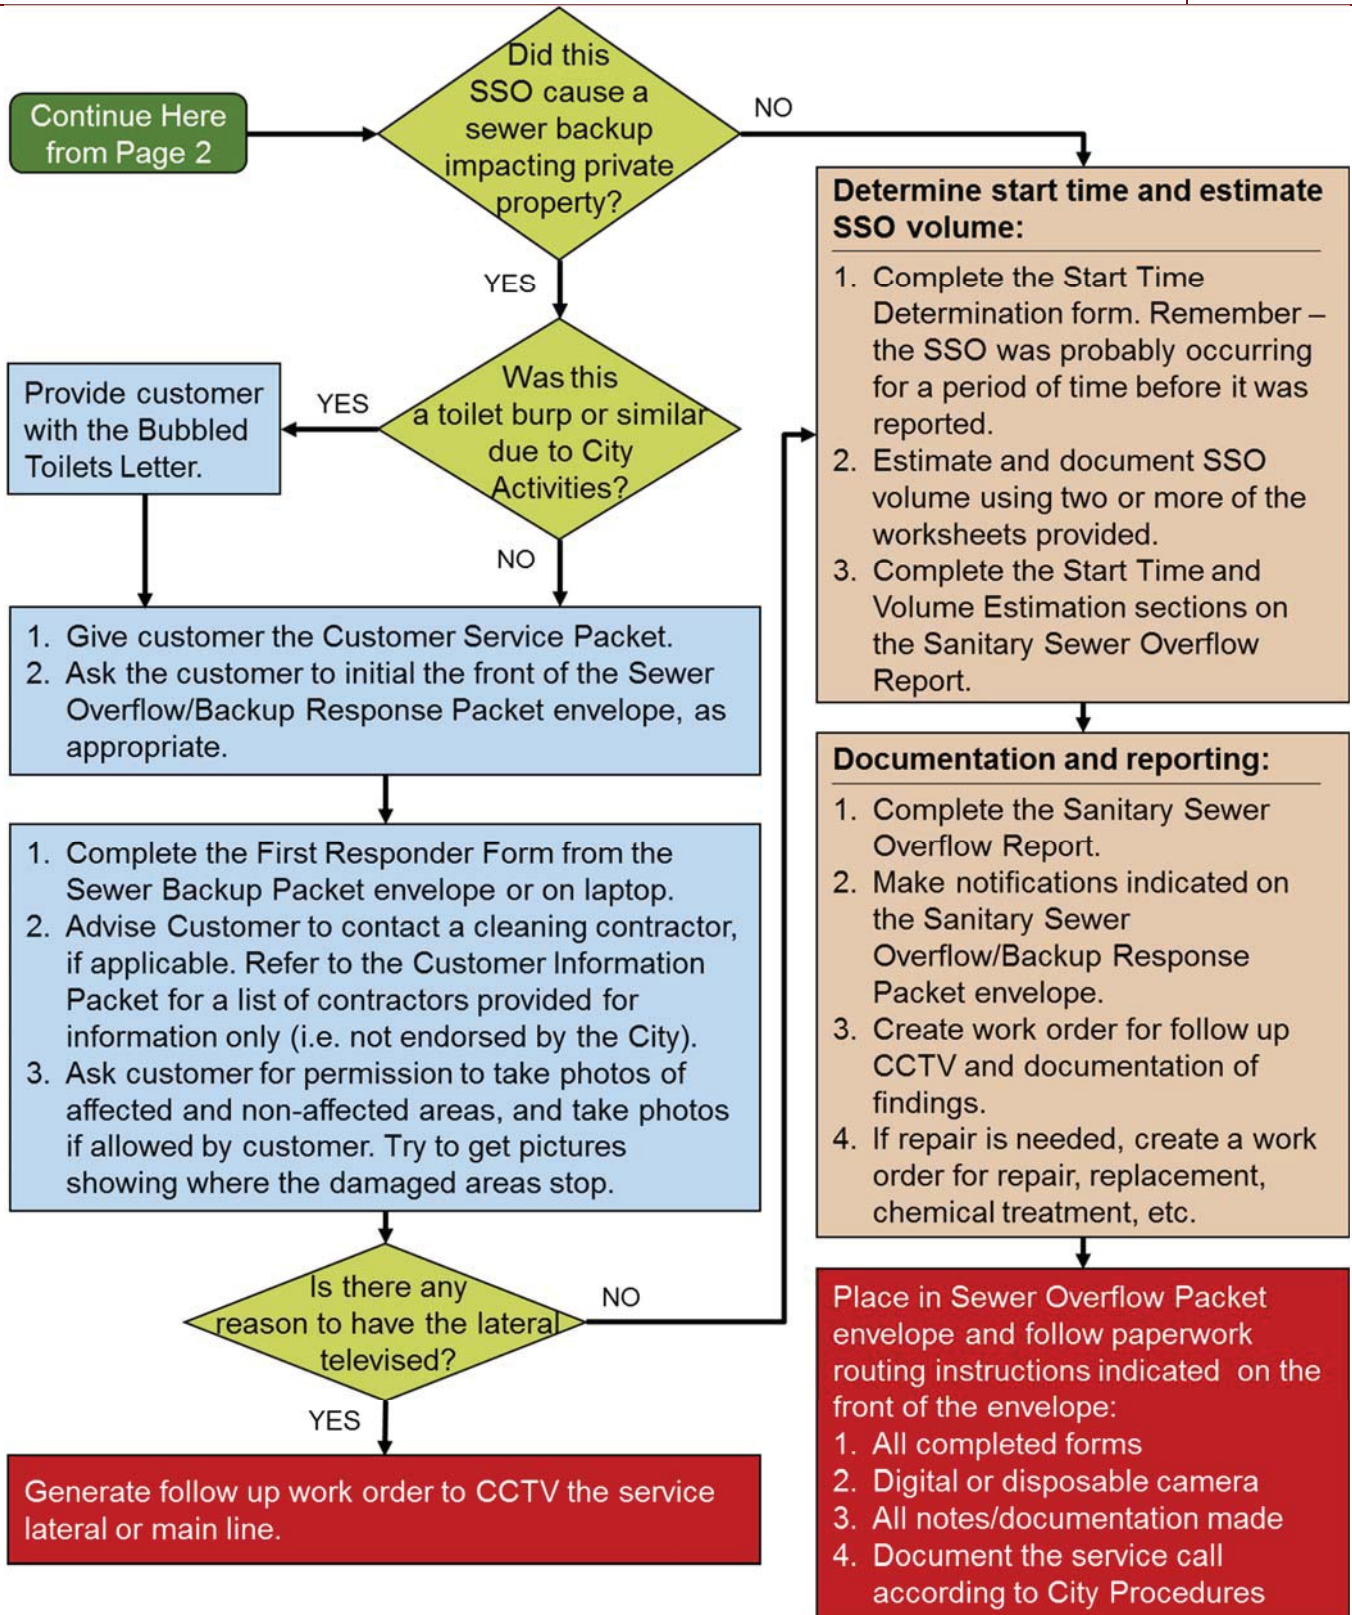 Continue Here
from Page 2
Did this
SSO cause a
sewer backup
impacting private
property?
NO
YES
Was this
a toilet burp or similar
due to City
Activities?
YES
NO
Provide customer
with the Bubbled
Toilets Letter.
1. Give customer the Customer Service Packet.
2. Ask the customer to initial the front of the Sewer
Overflow/Backup Response Packet envelope, as
appropriate.
1. Complete the First Responder Form from the
Sewer Backup Packet envelope or on laptop.
2. Advise Customer to contact a cleaning contractor,
if applicable. Refer to the Customer Information
Packet for a list of contractors provided for
information only (i.e. not endorsed by the City).
3. Ask customer for permission to take photos of
affected and non-affected areas, and take photos
if allowed by customer. Try to get pictures
showing where the damaged areas stop.
Is there any
reason to have the lateral
televised?
NO
YES
Generate follow up work order to CCTV the service
lateral or main line.
Determine start time and estimate
SSO volume:
1. Complete the Start Time
Determination form. Remember –
the SSO was probably occurring
for a period of time before it was
reported.
2. Estimate and document SSO
volume using two or more of the
worksheets provided.
3. Complete the Start Time and
Volume Estimation sections on
the Sanitary Sewer Overflow
Report.
Documentation and reporting:
1. Complete the Sanitary Sewer
Overflow Report.
2. Make notifications indicated on
the Sanitary Sewer
Overflow/Backup Response
Packet envelope.
3. Create work order for follow up
CCTV and documentation of
findings.
4. If repair is needed, create a work
order for repair, replacement,
chemical treatment, etc.
Place in Sewer Overflow Packet
envelope and follow paperwork
routing instructions indicated on the
front of the envelope:
1. All completed forms
2. Digital or disposable camera
3. All notes/documentation made
4. Document the service call
according to City Procedures